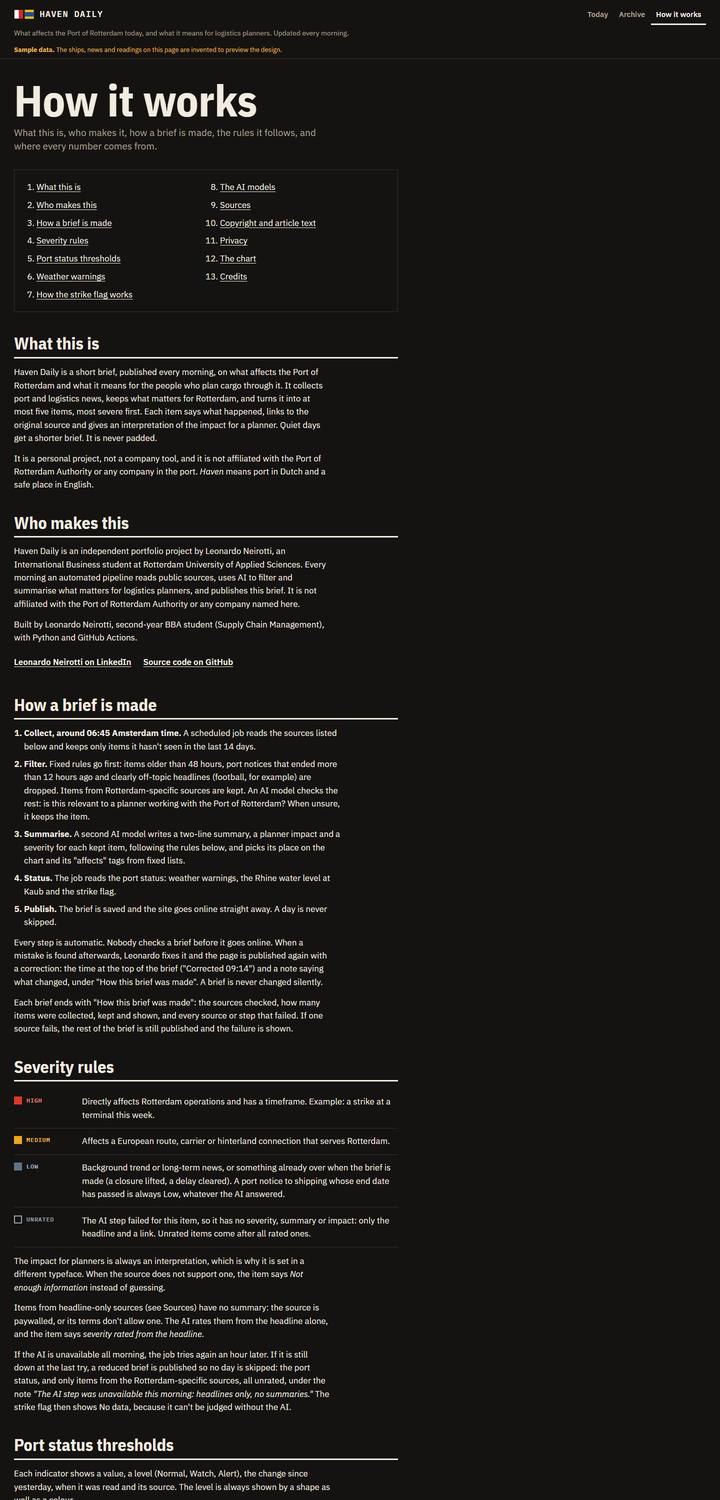 HAVEN DAILY
Today Archive How it works
What affects the Port of Rotterdam today, and what it means for logistics planners. Updated every morning.
Sample data. The ships, news and readings on this page are invented to preview the design.
How it works
What this is, who makes it, how a brief is made, the rules it follows, and
where every number comes from.
1. What this is
2. Who makes this
3. How a brief is made
4. Severity rules
5. Port status thresholds
6. Weather warnings
7. How the strike flag works
8. The AI models
9. Sources
10. Copyright and article text
11. Privacy
12. The chart
13. Credits
What this is
Haven Daily is a short brief, published every morning, on what affects the Port of
Rotterdam and what it means for the people who plan cargo through it. It collects
port and logistics news, keeps what matters for Rotterdam, and turns it into at
most five items, most severe first. Each item says what happened, links to the
original source and gives an interpretation of the impact for a planner. Quiet days
get a shorter brief. It is never padded.
It is a personal project, not a company tool, and it is not affiliated with the Port of
Rotterdam Authority or any company in the port. Haven means port in Dutch and a
safe place in English.
Who makes this
Haven Daily is an independent portfolio project by Leonardo Neirotti, an
International Business student at Rotterdam University of Applied Sciences. Every
morning an automated pipeline reads public sources, uses AI to filter and
summarise what matters for logistics planners, and publishes this brief. It is not
affiliated with the Port of Rotterdam Authority or any company named here.
Built by Leonardo Neirotti, second-year BBA student (Supply Chain Management),
with Python and GitHub Actions.
Leonardo Neirotti on LinkedIn Source code on GitHub
How a brief is made
1. Collect, around 06:45 Amsterdam time. A scheduled job reads the sources listed
below and keeps only items it hasn't seen in the last 14 days.
2. Filter. Fixed rules go first: items older than 48 hours, port notices that ended more
than 12 hours ago and clearly off-topic headlines (football, for example) are
dropped. Items from Rotterdam-specific sources are kept. An AI model checks the
rest: is this relevant to a planner working with the Port of Rotterdam? When unsure,
it keeps the item.
3. Summarise. A second AI model writes a two-line summary, a planner impact and a
severity for each kept item, following the rules below, and picks its place on the
chart and its "affects" tags from fixed lists.
4. Status. The job reads the port status: weather warnings, the Rhine water level at
Kaub and the strike flag.
5. Publish. The brief is saved and the site goes online straight away. A day is never
skipped.
Every step is automatic. Nobody checks a brief before it goes online. When a
mistake is found afterwards, Leonardo fixes it and the page is published again with
a correction: the time at the top of the brief ("Corrected 09:14") and a note saying
what changed, under "How this brief was made". A brief is never changed silently.
Each brief ends with "How this brief was made": the sources checked, how many
items were collected, kept and shown, and every source or step that failed. If one
source fails, the rest of the brief is still published and the failure is shown.
Severity rules
HIGH
Directly affects Rotterdam operations and has a timeframe. Example: a strike at a
terminal this week.
MEDIUM
Affects a European route, carrier or hinterland connection that serves Rotterdam.
LOW
Background trend or long-term news, or something already over when the brief is
made (a closure lifted, a delay cleared). A port notice to shipping whose end date
has passed is always Low, whatever the AI answered.
UNRATED
The AI step failed for this item, so it has no severity, summary or impact: only the
headline and a link. Unrated items come after all rated ones.
The impact for planners is always an interpretation, which is why it is set in a
different typeface. When the source does not support one, the item says Not
enough information instead of guessing.
Items from headline-only sources (see Sources) have no summary: the source is
paywalled, or its terms don't allow one. The AI rates them from the headline alone,
and the item says severity rated from the headline.
If the AI is unavailable all morning, the job tries again an hour later. If it is still
down at the last try, a reduced brief is published so no day is skipped: the port
status, and only items from the Rotterdam-specific sources, all unrated, under the
note "The AI step was unavailable this morning: headlines only, no summaries." The
strike flag then shows No data, because it can't be judged without the AI.
Port status thresholds
Each indicator shows a value, a level (Normal, Watch, Alert), the change since
yesterday, when it was read and its source. The level is always shown by a shape as
well as a colour.